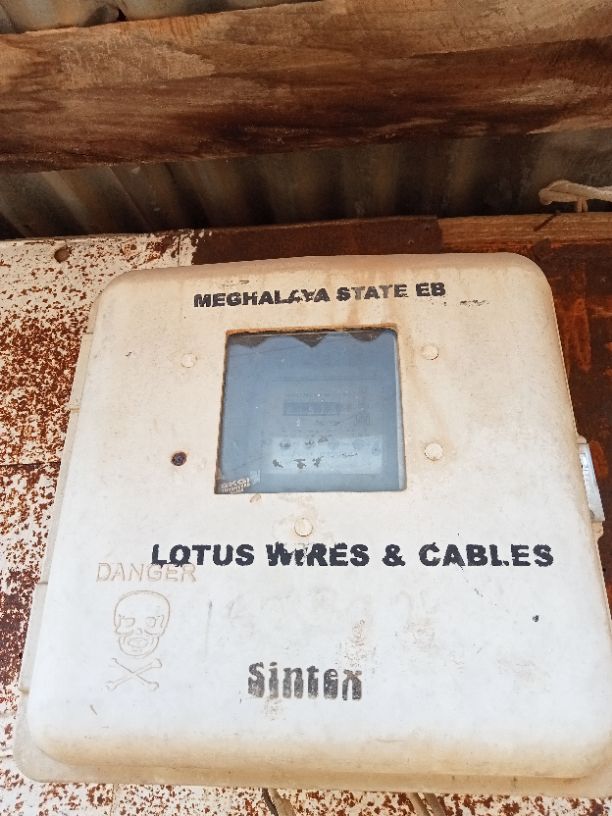 MEGHALAYA STATE EB
LOTUS WIRES & CABLES
DANGER
Sintex